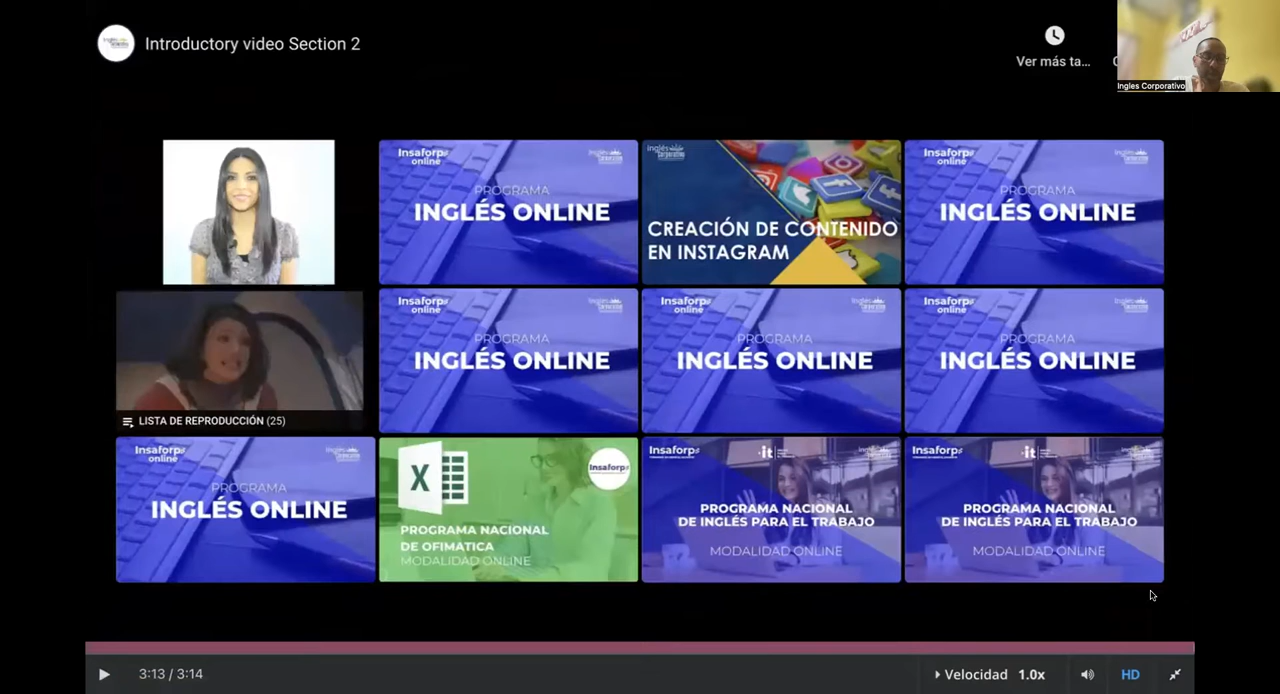 Introductory video Section 2
Ver más ta...
Ingles Corporativo
Insaforp
online
PROGRAMA
INGLÉS ONLINE
inglés
corporativo
CREACIÓN DE CONTENIDO
EN INSTAGRAM
Insaforp
online
PROGRAMA
INGLÉS ONLINE
LISTA DE REPRODUCCIÓN (25)
Insaforp
online
PROGRAMA
INGLÉS ONLINE
Insaforp
online
PROGRAMA
INGLÉS ONLINE
Insaforp
online
PROGRAMA
INGLÉS ONLINE
Insaforp
online
PROGRAMA
INGLÉS ONLINE
X
Insaforp
PROGRAMA NACIONAL
DE OFIMATICA
MODALIDAD ONLINE
Insaforp
it
PROGRAMA NACIONAL
DE INGLÉS PARA EL TRABAJO
MODALIDAD ONLINE
Insaforp
it
PROGRAMA NACIONAL
DE INGLÉS PARA EL TRABAJO
MODALIDAD ONLINE
3:13 / 3:14
Velocidad 1.0x
HD